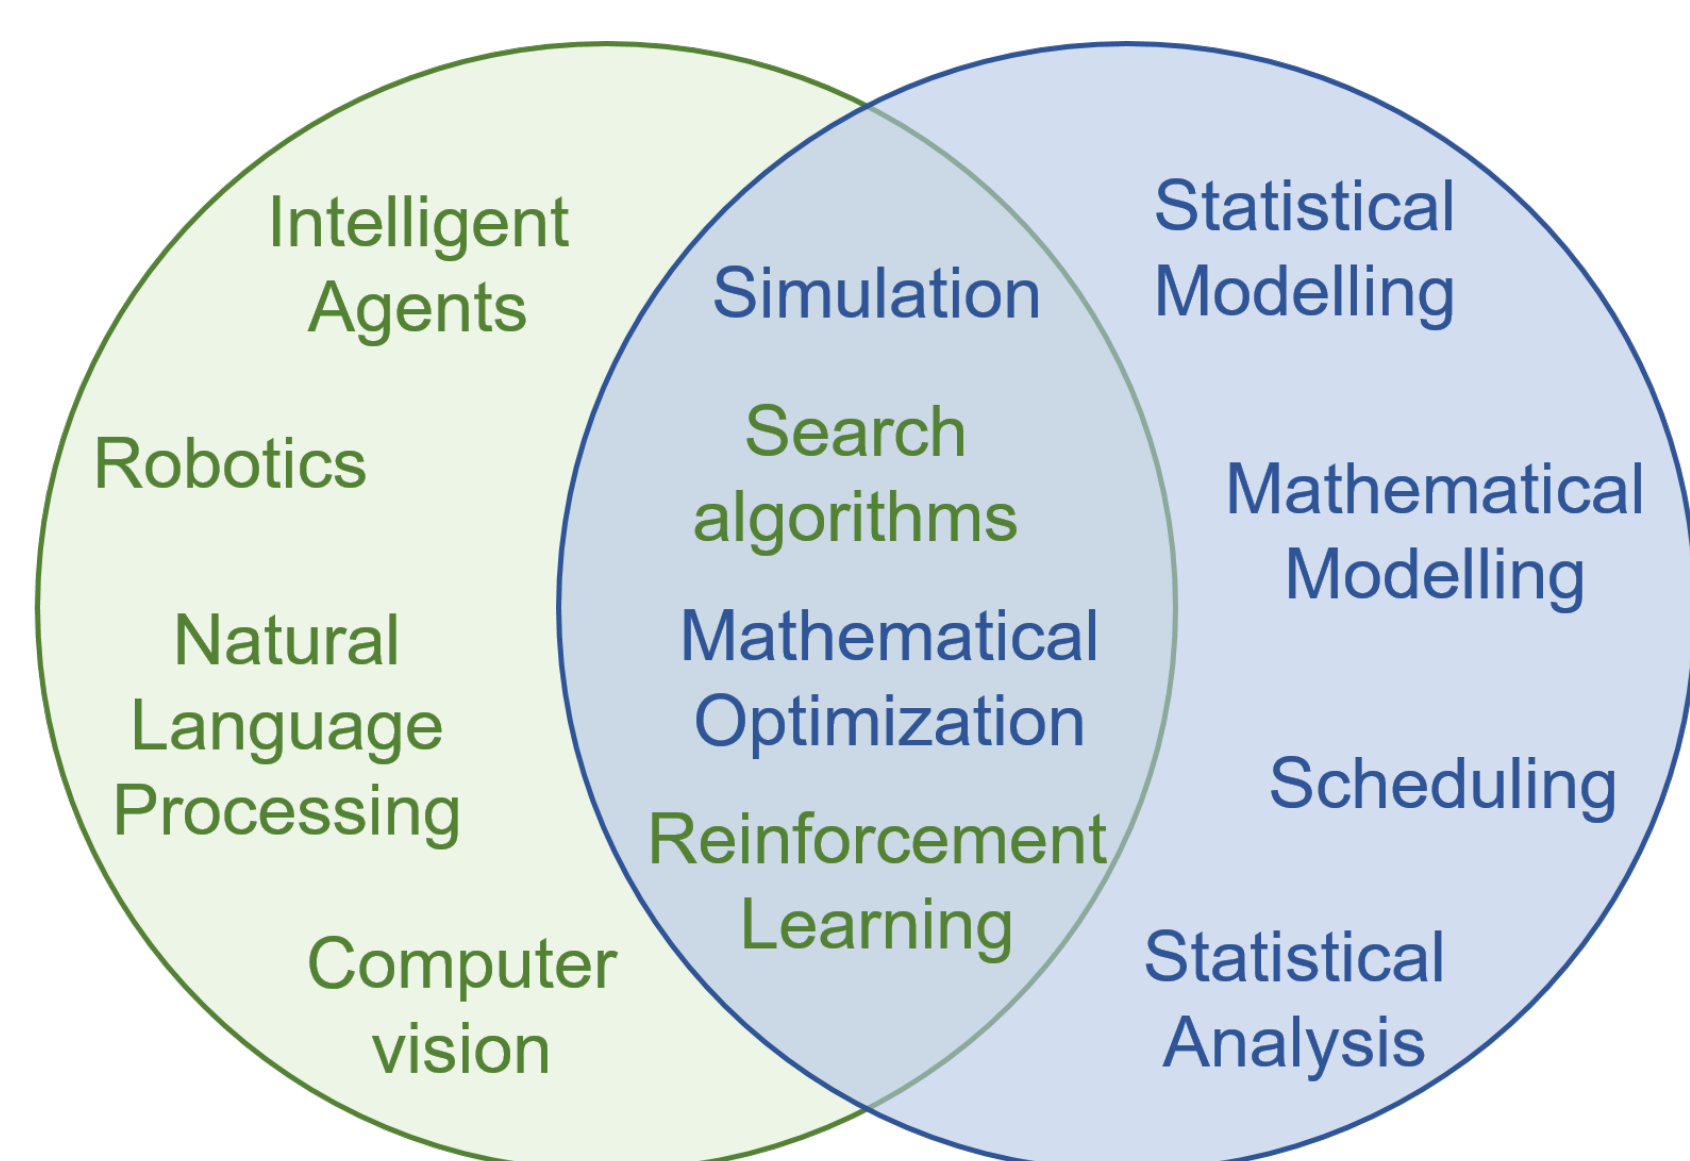 Intelligent
Agents
Robotics
Natural
Language
Processing
Computer
vision
Simulation
Search
algorithms
Mathematical
Optimization
Reinforcement
Learning
Statistical
Modelling
Mathematical
Modelling
Scheduling
Statistical
Analysis